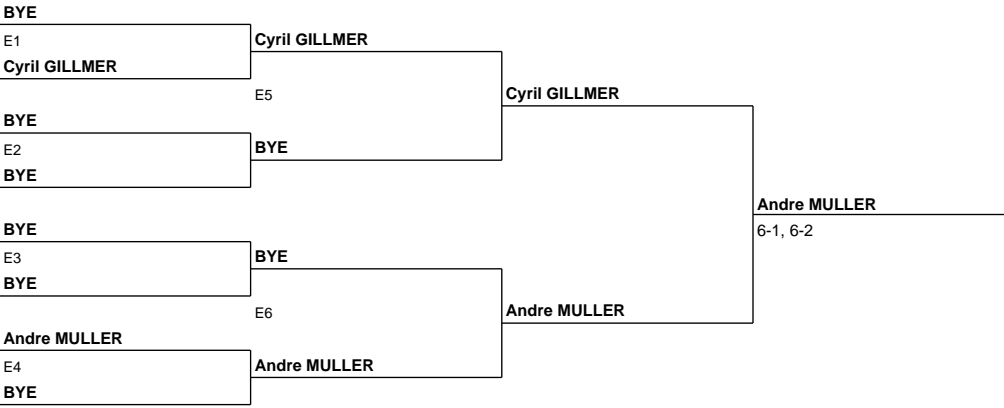 BYE
E1
Cyril GILLMER
Cyril GILLMER
E5
Cyril GILLMER
BYE
E2
BYE
BYE
Andre MULLER
6-1, 6-2
BYE
E3
BYE
BYE
E6
Andre MULLER
Andre MULLER
E4
Andre MULLER
BYE